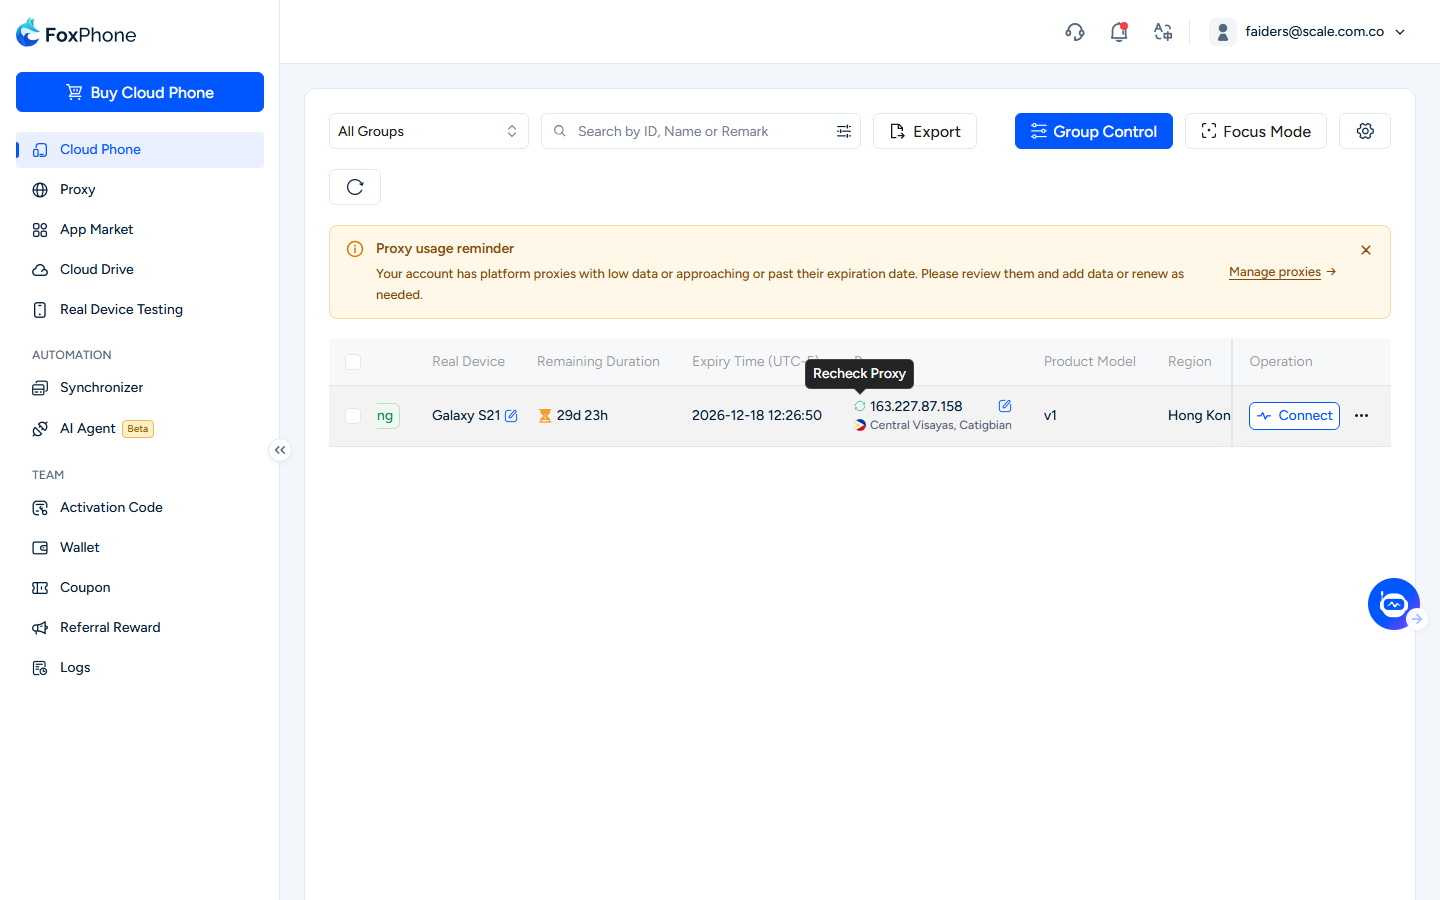 FoxPhone
faiders@scale.com.co
Buy Cloud Phone
Cloud Phone
Proxy
App Market
Cloud Drive
Real Device Testing
AUTOMATION
Synchronizer
AI Agent Beta
TEAM
Activation Code
Wallet
Coupon
Referral Reward
Logs
All Groups
Search by ID, Name or Remark
Export
Group Control
Focus Mode
Proxy usage reminder
Your account has platform proxies with low data or approaching or past their expiration date. Please review them and add data or renew as
needed.
Manage proxies →
Real Device Remaining Duration Expiry Time (UTC-5) Product Model Region Operation
Recheck Proxy
ng Galaxy S21 29d 23h 2026-12-18 12:26:50 163.227.87.158 v1 Hong Kon Connect
Central Visayas, Catigbian